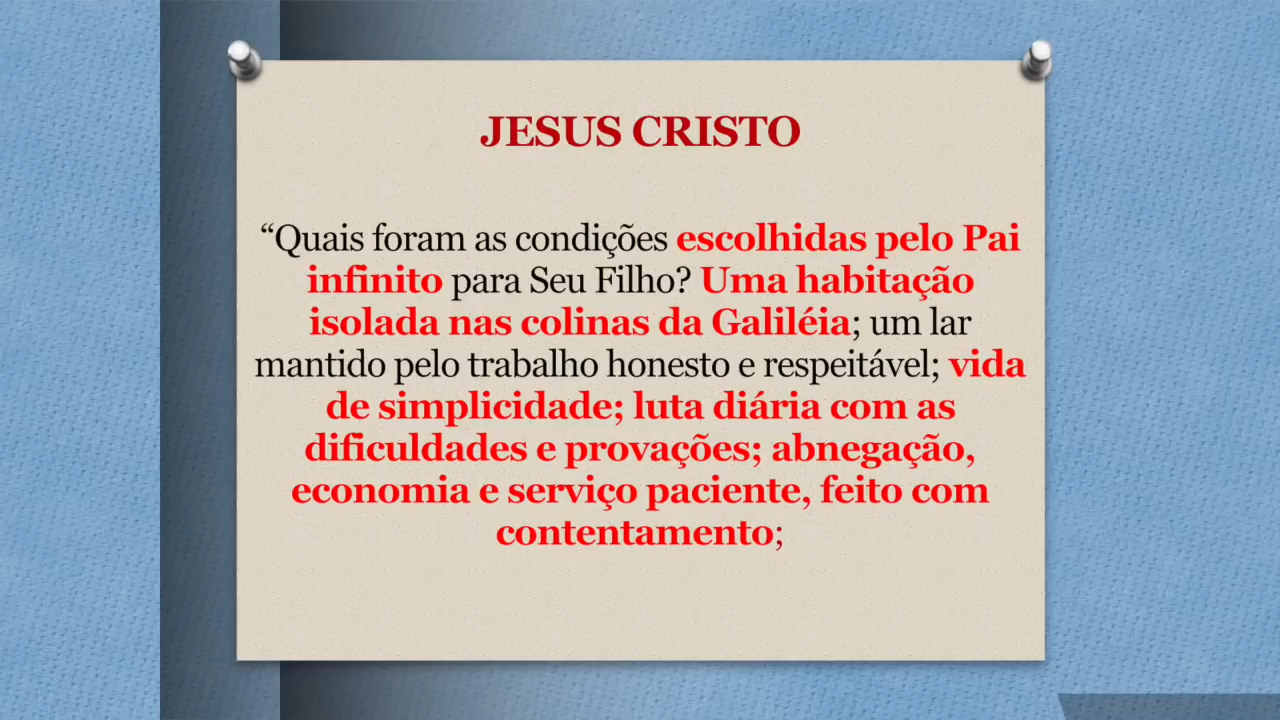 JESUS CRISTO
“Quais foram as condições escolhidas pelo Pai
infinito para Seu Filho? Uma habitação
isolada nas colinas da Galiléia; um lar
mantido pelo trabalho honesto e respeitável; vida
de simplicidade; luta diária com as
dificuldades e provações; abnegação,
economia e serviço paciente, feito com
contentamento;